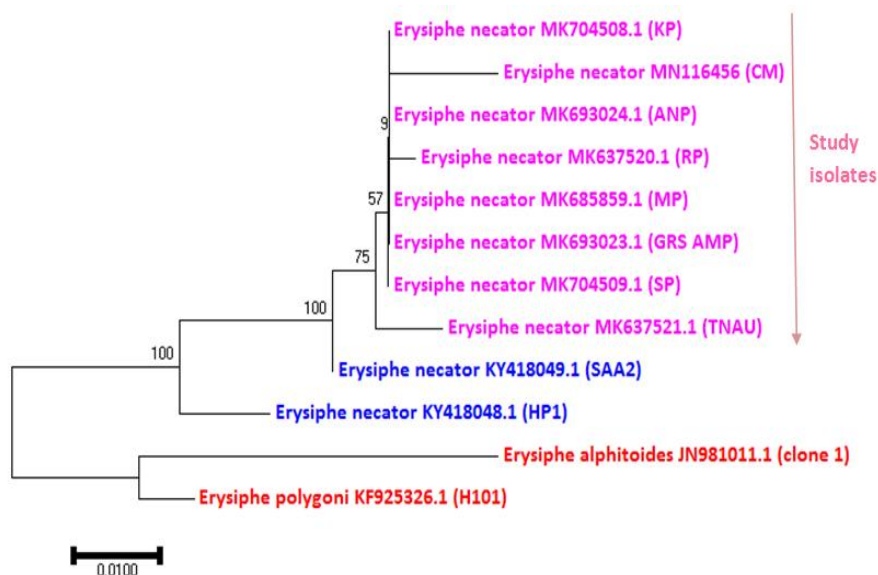 Erysiphe necator MK704508.1 (KP)
Erysiphe necator MN116456 (CM)
Erysiphe necator MK693024.1 (ANP)
9
Erysiphe necator MK637520.1 (RP)
Study
isolates
57
Erysiphe necator MK685859.1 (MP)
Erysiphe necator MK693023.1 (GRS AMP)
75
Erysiphe necator MK704509.1 (SP)
100
Erysiphe necator MK637521.1 (TNAU)
100
Erysiphe necator KY418049.1 (SAA2)
Erysiphe necator KY418048.1 (HP1)
Erysiphe alphitoides JN981011.1 (clone 1)
Erysiphe polygoni KF925326.1 (H101)
0.0100